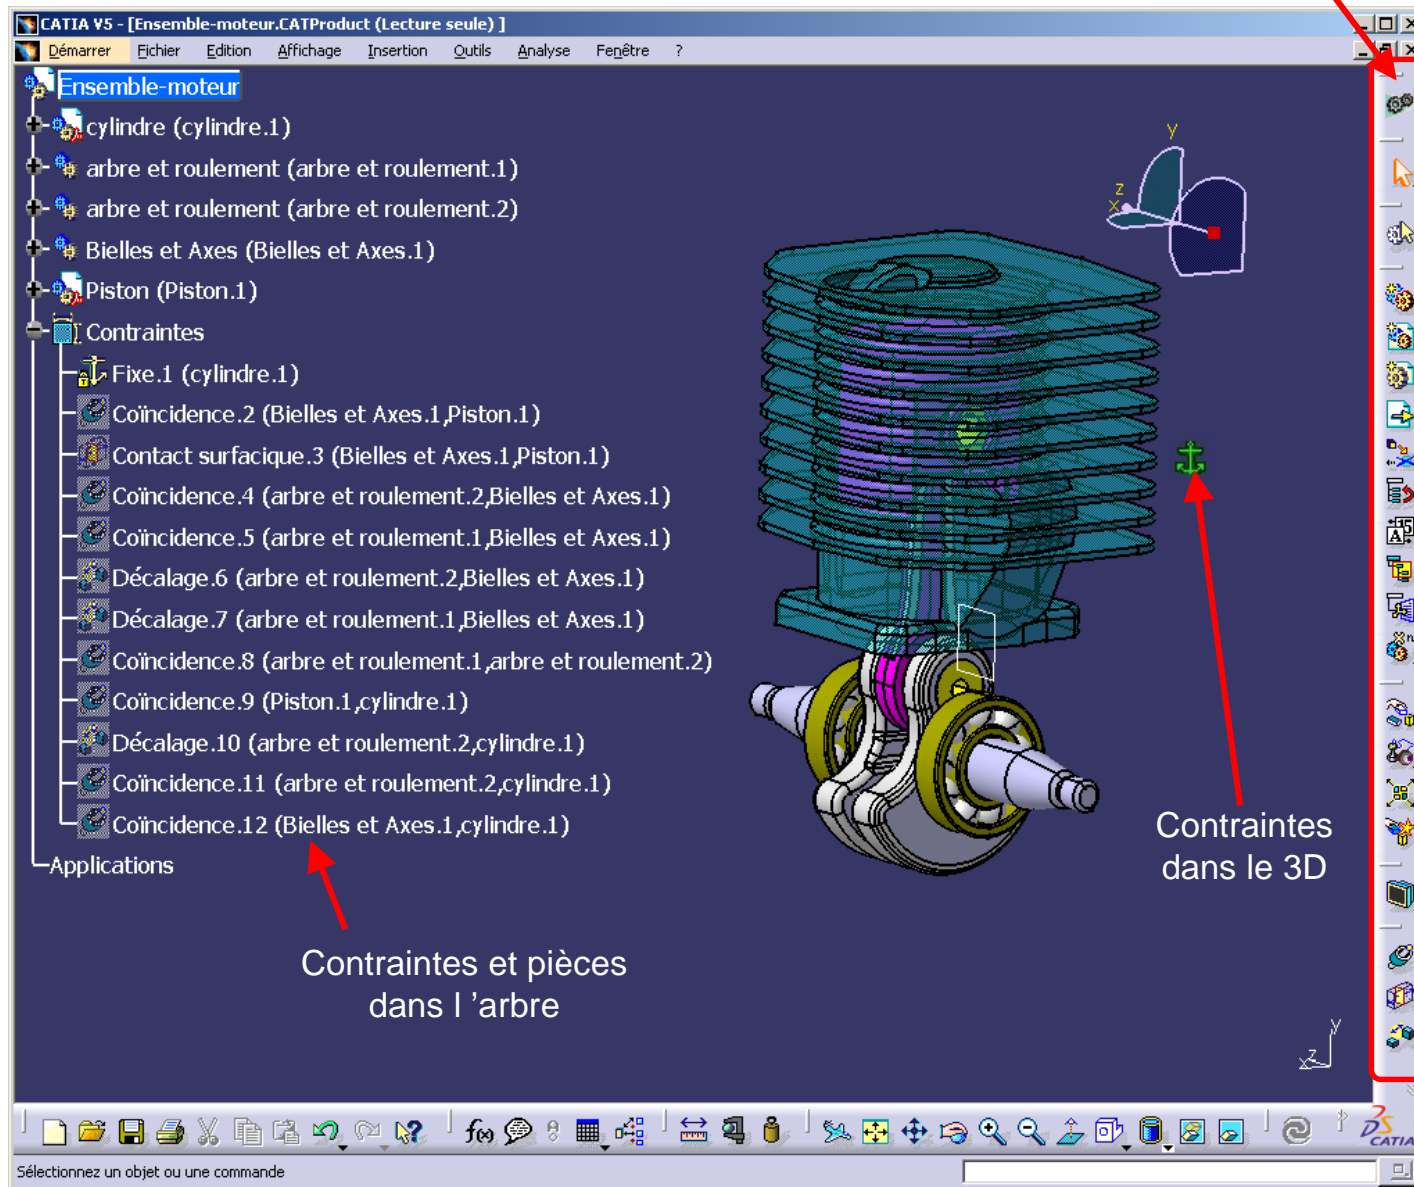 CATIA V5 - [Ensemble-moteur.CATProduct (Lecture seule) ]
Démarrer Fichier Edition Affichage Insertion Outils Analyse Fenêtre ?
Ensemble-moteur
cylindre (cylindre.1)
arbre et roulement (arbre et roulement.1)
arbre et roulement (arbre et roulement.2)
Bielles et Axes (Bielles et Axes.1)
Piston (Piston.1)
Contraintes
Fixe.1 (cylindre.1)
Coïncidence.2 (Bielles et Axes.1,Piston.1)
Contact surfacique.3 (Bielles et Axes.1,Piston.1)
Coïncidence.4 (arbre et roulement.2,Bielles et Axes.1)
Coïncidence.5 (arbre et roulement.1,Bielles et Axes.1)
Décalage.6 (arbre et roulement.2,Bielles et Axes.1)
Décalage.7 (arbre et roulement.1,Bielles et Axes.1)
Coïncidence.8 (arbre et roulement.1,arbre et roulement.2)
Coïncidence.9 (Piston.1,cylindre.1)
Décalage.10 (arbre et roulement.2,cylindre.1)
Coïncidence.11 (arbre et roulement.2,cylindre.1)
Coïncidence.12 (Bielles et Axes.1,cylindre.1)
Applications
y
z
x
Contraintes
dans le 3D
Contraintes et pièces
dans l ’arbre
y
z
x
f(x)
CATIA
Sélectionnez un objet ou une commande